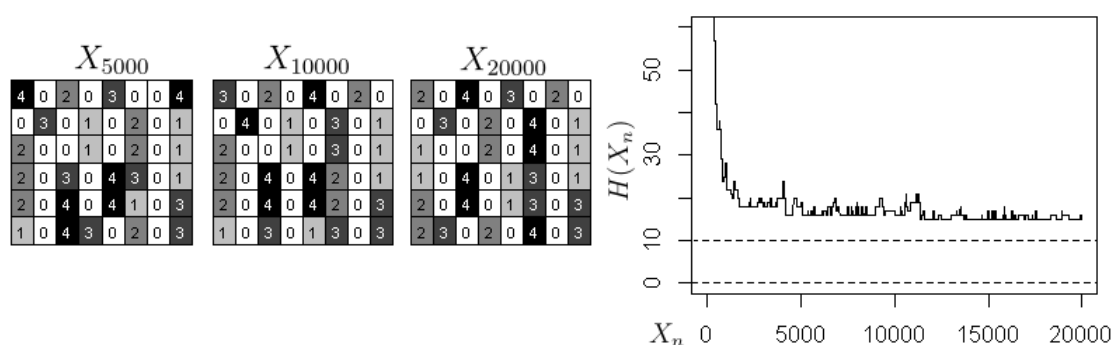 X_5000 X_10000 X_20000
4 0 2 0 3 0 0 4 3 0 2 0 4 0 2 0 2 0 4 0 3 0 2 0
0 3 0 1 0 2 0 1 0 4 0 1 0 3 0 1 0 3 0 2 0 4 0 1
2 0 0 1 0 2 0 1 2 0 0 1 0 3 0 1 1 0 0 2 0 4 0 1
2 0 3 0 4 3 0 1 2 0 4 0 4 2 0 1 1 0 4 0 1 3 0 1
2 0 4 0 4 1 0 3 2 0 4 0 4 2 0 3 2 0 4 0 1 3 0 3
1 0 4 3 0 2 0 3 1 0 3 0 1 3 0 3 2 3 0 2 0 4 0 3
H(X_n)
50
30
10
0
X_n 0 5000 10000 15000 20000